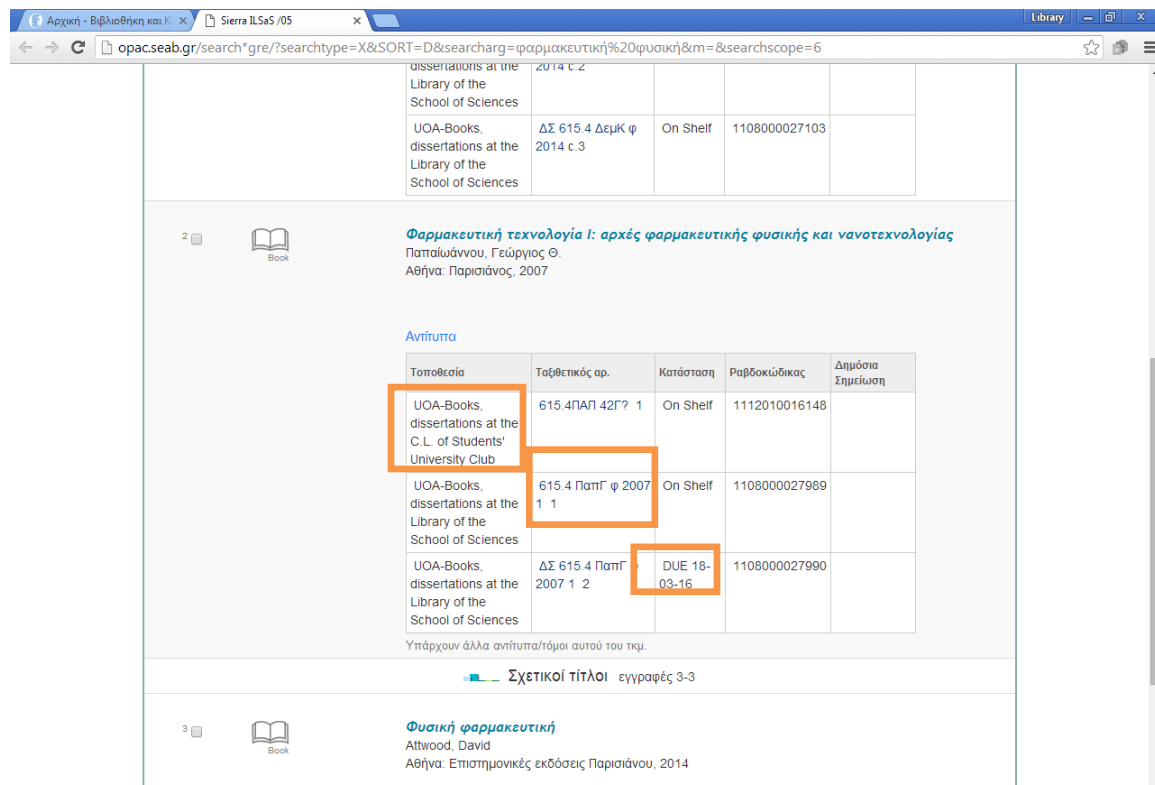 Αρχική - Βιβλιοθήκη και Κ
Sierra ILSaS /05
Library
opac.seab.gr/search*gre/?searchtype=X&SORT=D&searcharg=φαρμακευτική%20φυσική&m=&searchscope=6
dissertations at the
Library of the
School of Sciences
2014 c.2
UOA-Books,
dissertations at the
Library of the
School of Sciences
ΔΣ 615.4 ΔεμΚ φ
2014 c.3
On Shelf
1108000027103
2
Book
Φαρμακευτική τεχνολογία Ι: αρχές φαρμακευτικής φυσικής και νανοτεχνολογίας
Παπαίωάννου, Γεώργιος Θ.
Αθήνα: Παρισιάνος, 2007
Αντίτυπα
Τοποθεσία
Ταξιθετικός αρ.
Κατάσταση
Ραβδοκώδικας
Δημόσια
Σημείωση
UOA-Books,
dissertations at the
C.L. of Students'
University Club
615.4ΠΑΠ 42Γ? 1
On Shelf
1112010016148
UOA-Books,
dissertations at the
Library of the
School of Sciences
615.4 ΠαπΓ φ 2007
1 1
On Shelf
1108000027989
UOA-Books,
dissertations at the
Library of the
School of Sciences
ΔΣ 615.4 ΠαπΓ
2007 1 2
DUE 18-
03-16
1108000027990
Υπάρχουν άλλα αντίτυπα/τόμοι αυτού του τκμ.
Σχετικοί τίτλοι εγγραφές 3-3
3
Book
Φυσική φαρμακευτική
Attwood, David
Αθήνα: Επιστημονικές εκδόσεις Παρισιάνου, 2014